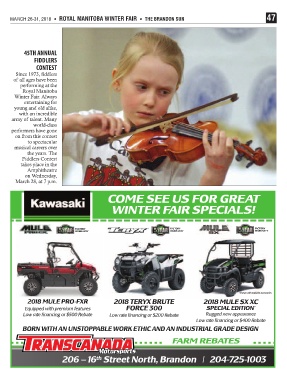 MARCH 26-31, 2018 • ROYAL MANITOBA WINTER FAIR • THE BRANDON SUN 47
45TH ANNUAL
FIDDLERS
CONTEST
Since 1973, fiddlers
of all ages have been
performing at the
Royal Manitoba
Winter Fair. Always
entertaining for
young and old alike,
with an incredible
array of talent. Many
world-class
performers have gone
on from this contest
to spectacular
musical careers over
the years. The
Fiddlers Contest
takes place in the
Amphitheatre
on Wednesday,
March 28, at 7 p.m.
Kawasaki
COME SEE US FOR GREAT
WINTER FAIR SPECIALS!
MULE
TERYX
MULE
2018 MULE PRO-FXR
Equipped with premium features
Low rate financing or $600 Rebate
2018 TERYX BRUTE
FORCE 300
Low rate financing or $200 Rebate
2018 MULE SX XC
SPECIAL EDITION
Rugged new appearance
Low rate financing or $400 Rebate
BORN WITH AN UNSTOPPABLE WORK ETHIC AND AN INDUSTRIAL GRADE DESIGN
TRANSCANADA
Motorsports
FARM REBATES
206 – 16th Street North, Brandon | 204-725-1003